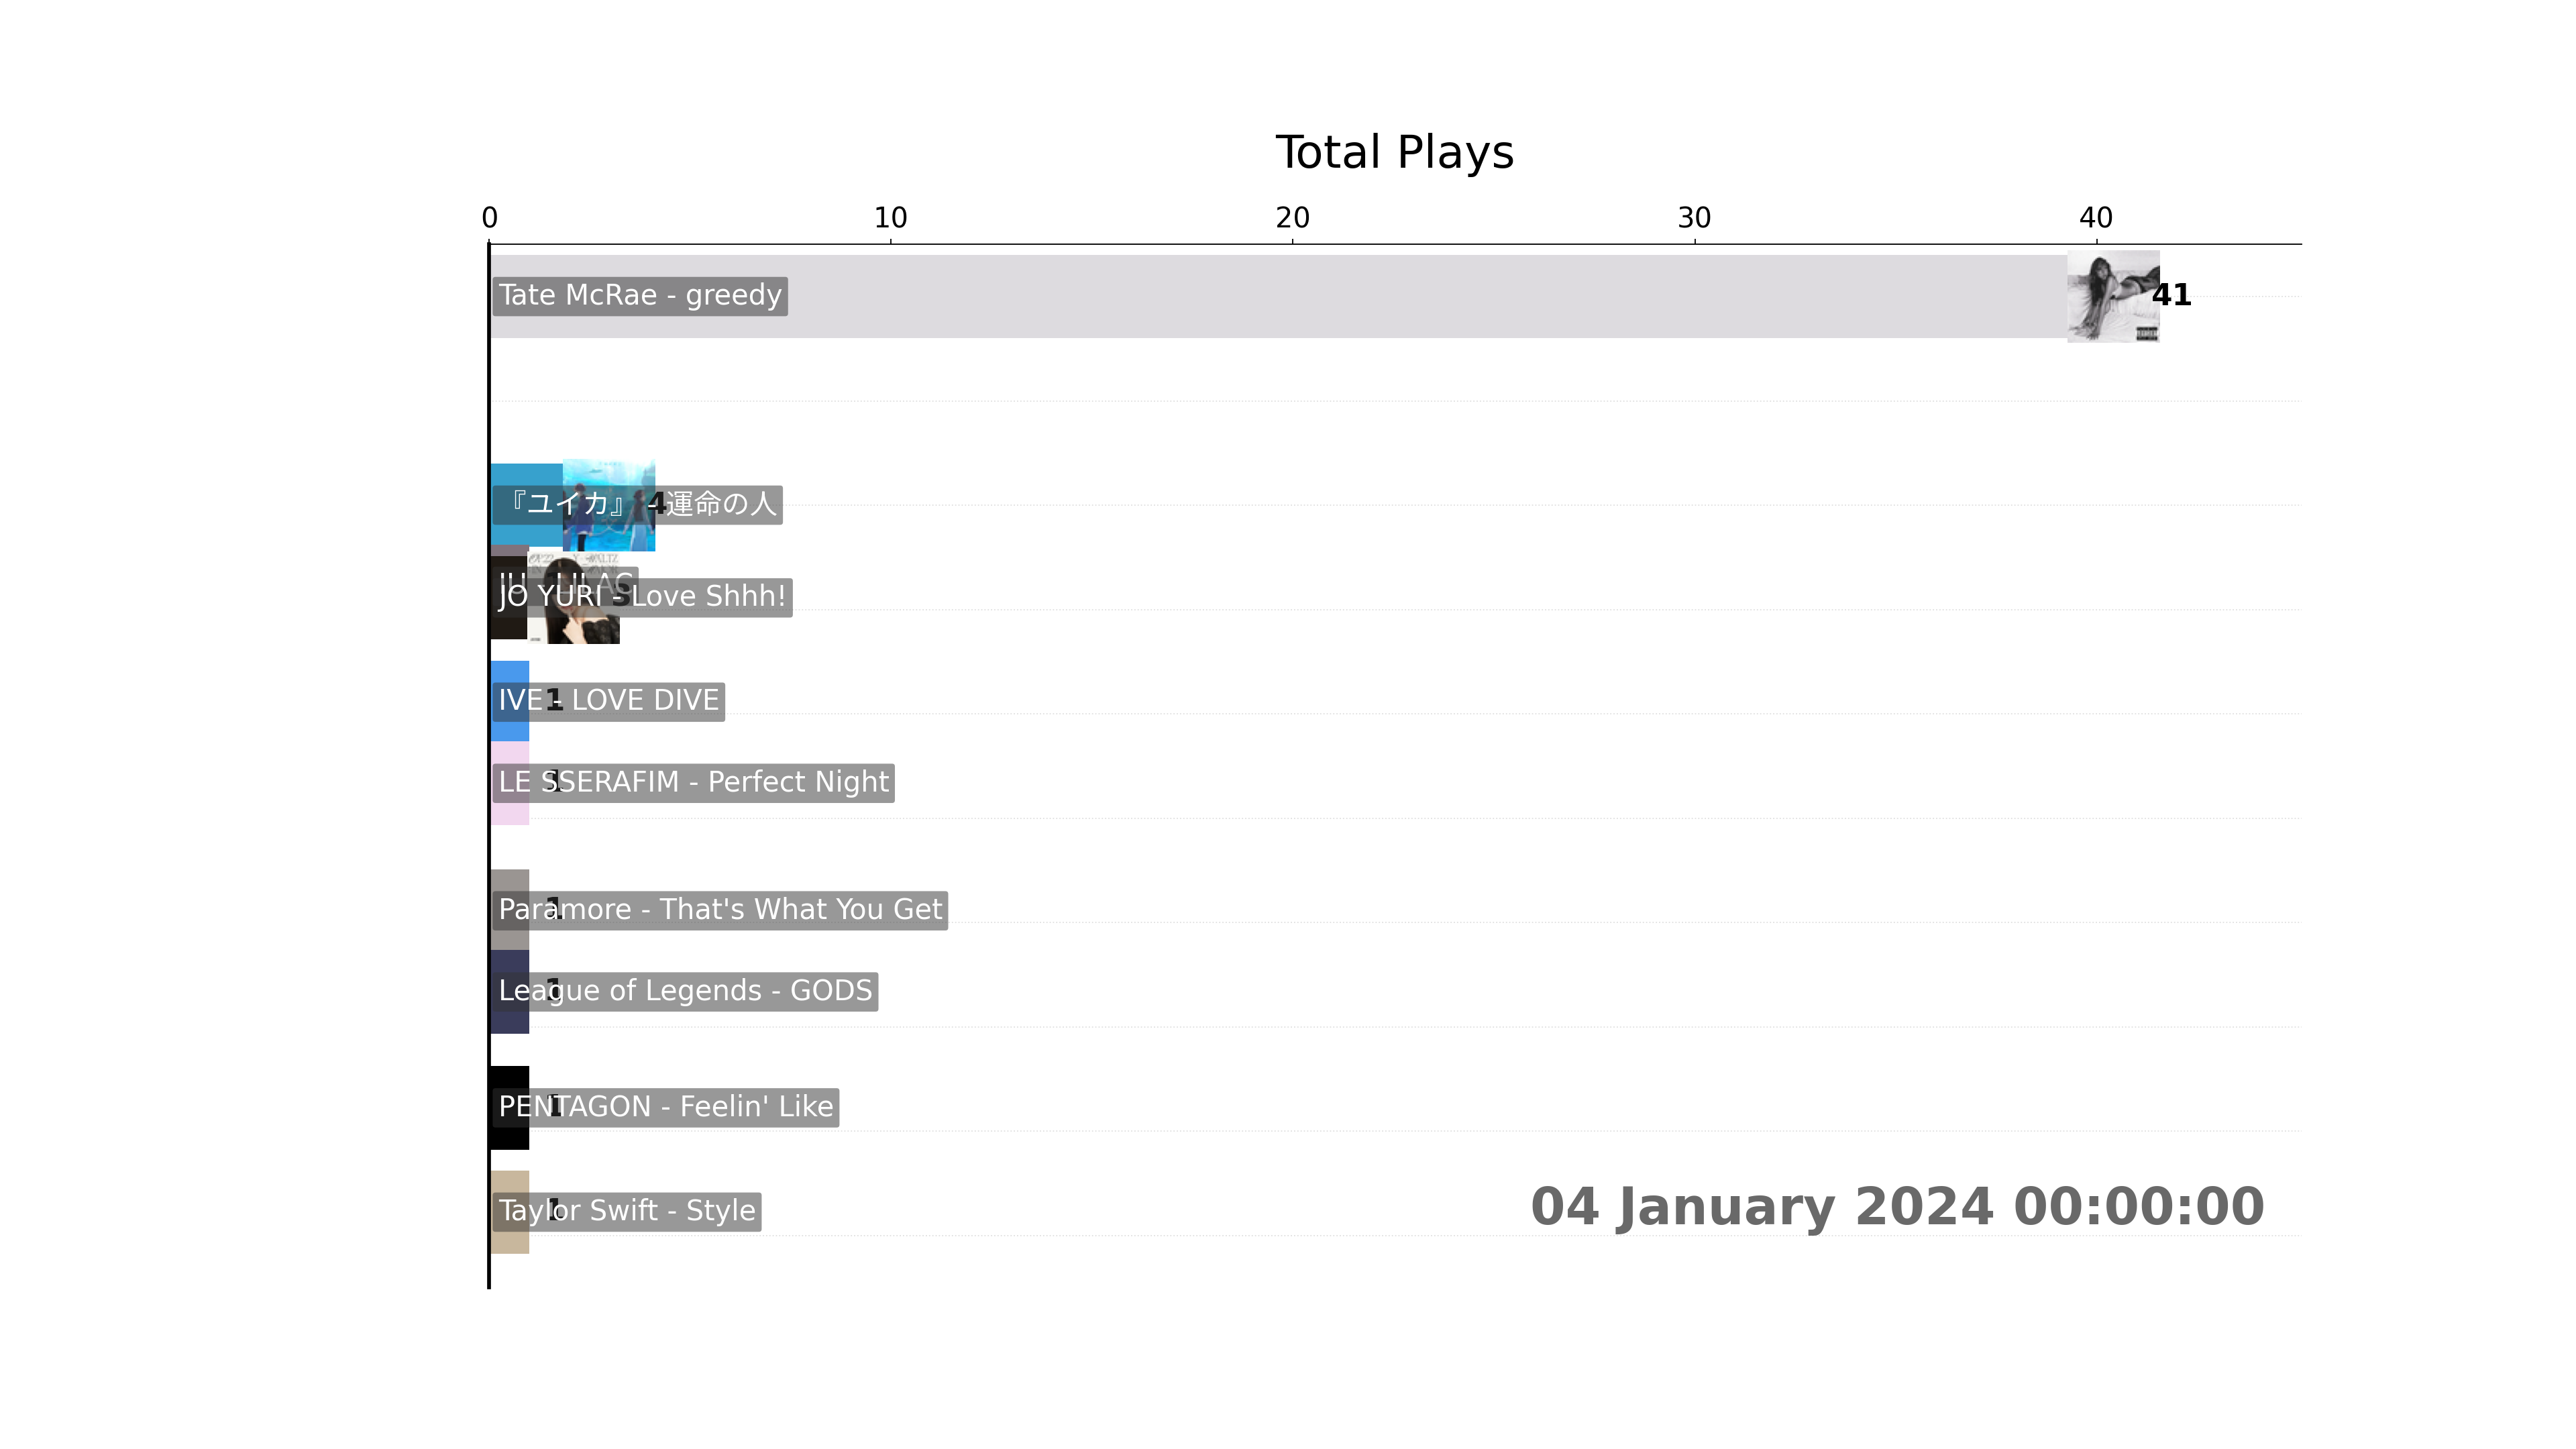 Total Plays
0 10 20 30 40
Tate McRae - greedy 41
『ユイカ』 - 運命の人 4
IU - LILAC
JO YURI - Love Shhh! 3
IVE - LOVE DIVE 1
LE SSERAFIM - Perfect Night 1
Paramore - That's What You Get 1
League of Legends - GODS 1
PENTAGON - Feelin' Like 1
Taylor Swift - Style 1
04 January 2024 00:00:00